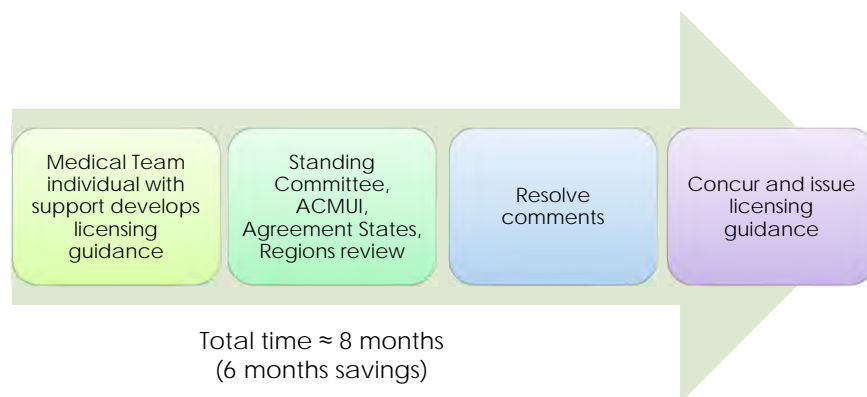 Medical Team
individual with
support develops
licensing
guidance
Standing
Committee,
ACMUI,
Agreement States,
Regions review
Resolve
comments
Concur and issue
licensing
guidance
Total time ≈ 8 months
(6 months savings)